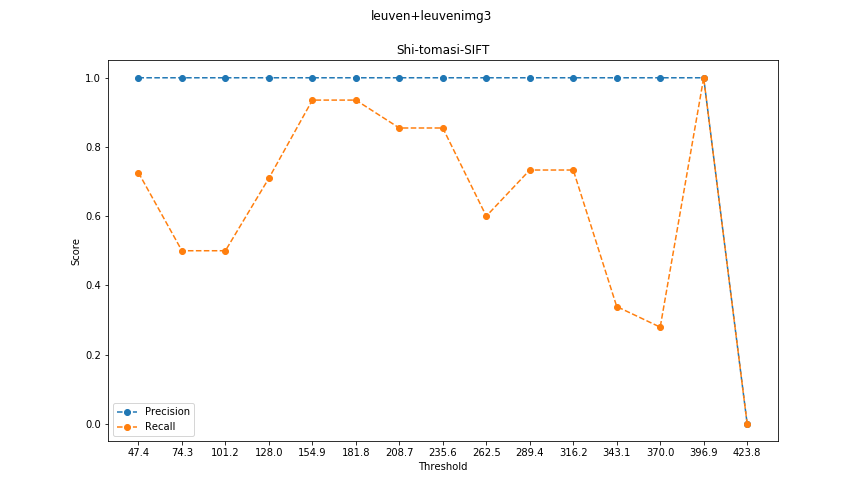 leuven+leuvenimg3
Shi-tomasi-SIFT
Score
1.0
0.8
0.6
0.4
0.2
0.0
Precision
Recall
47.4 74.3 101.2 128.0 154.9 181.8 208.7 235.6 262.5 289.4 316.2 343.1 370.0 396.9 423.8
Threshold